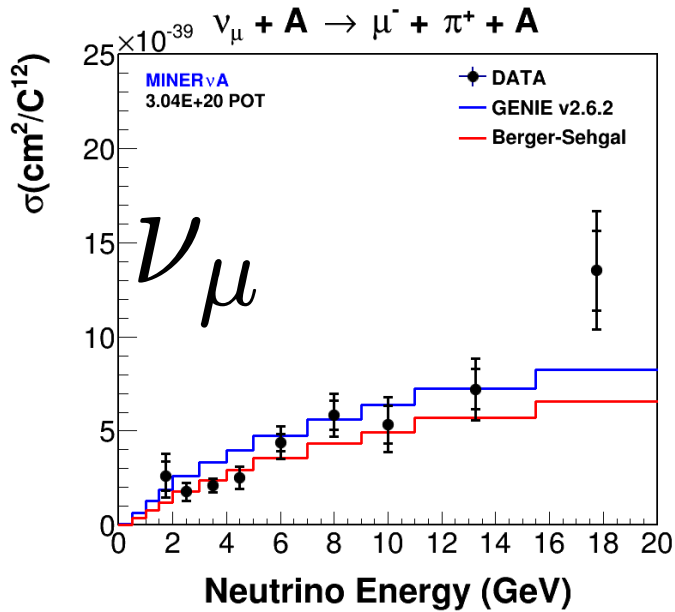 ν_μ + A → μ⁻ + π⁺ + A
×10⁻³⁹
σ(cm²/C¹²)
25
20
15
10
5
0
MINERνA
3.04E+20 POT
DATA
GENIE v2.6.2
Berger-Sehgal
ν_μ
0 2 4 6 8 10 12 14 16 18 20
Neutrino Energy (GeV)